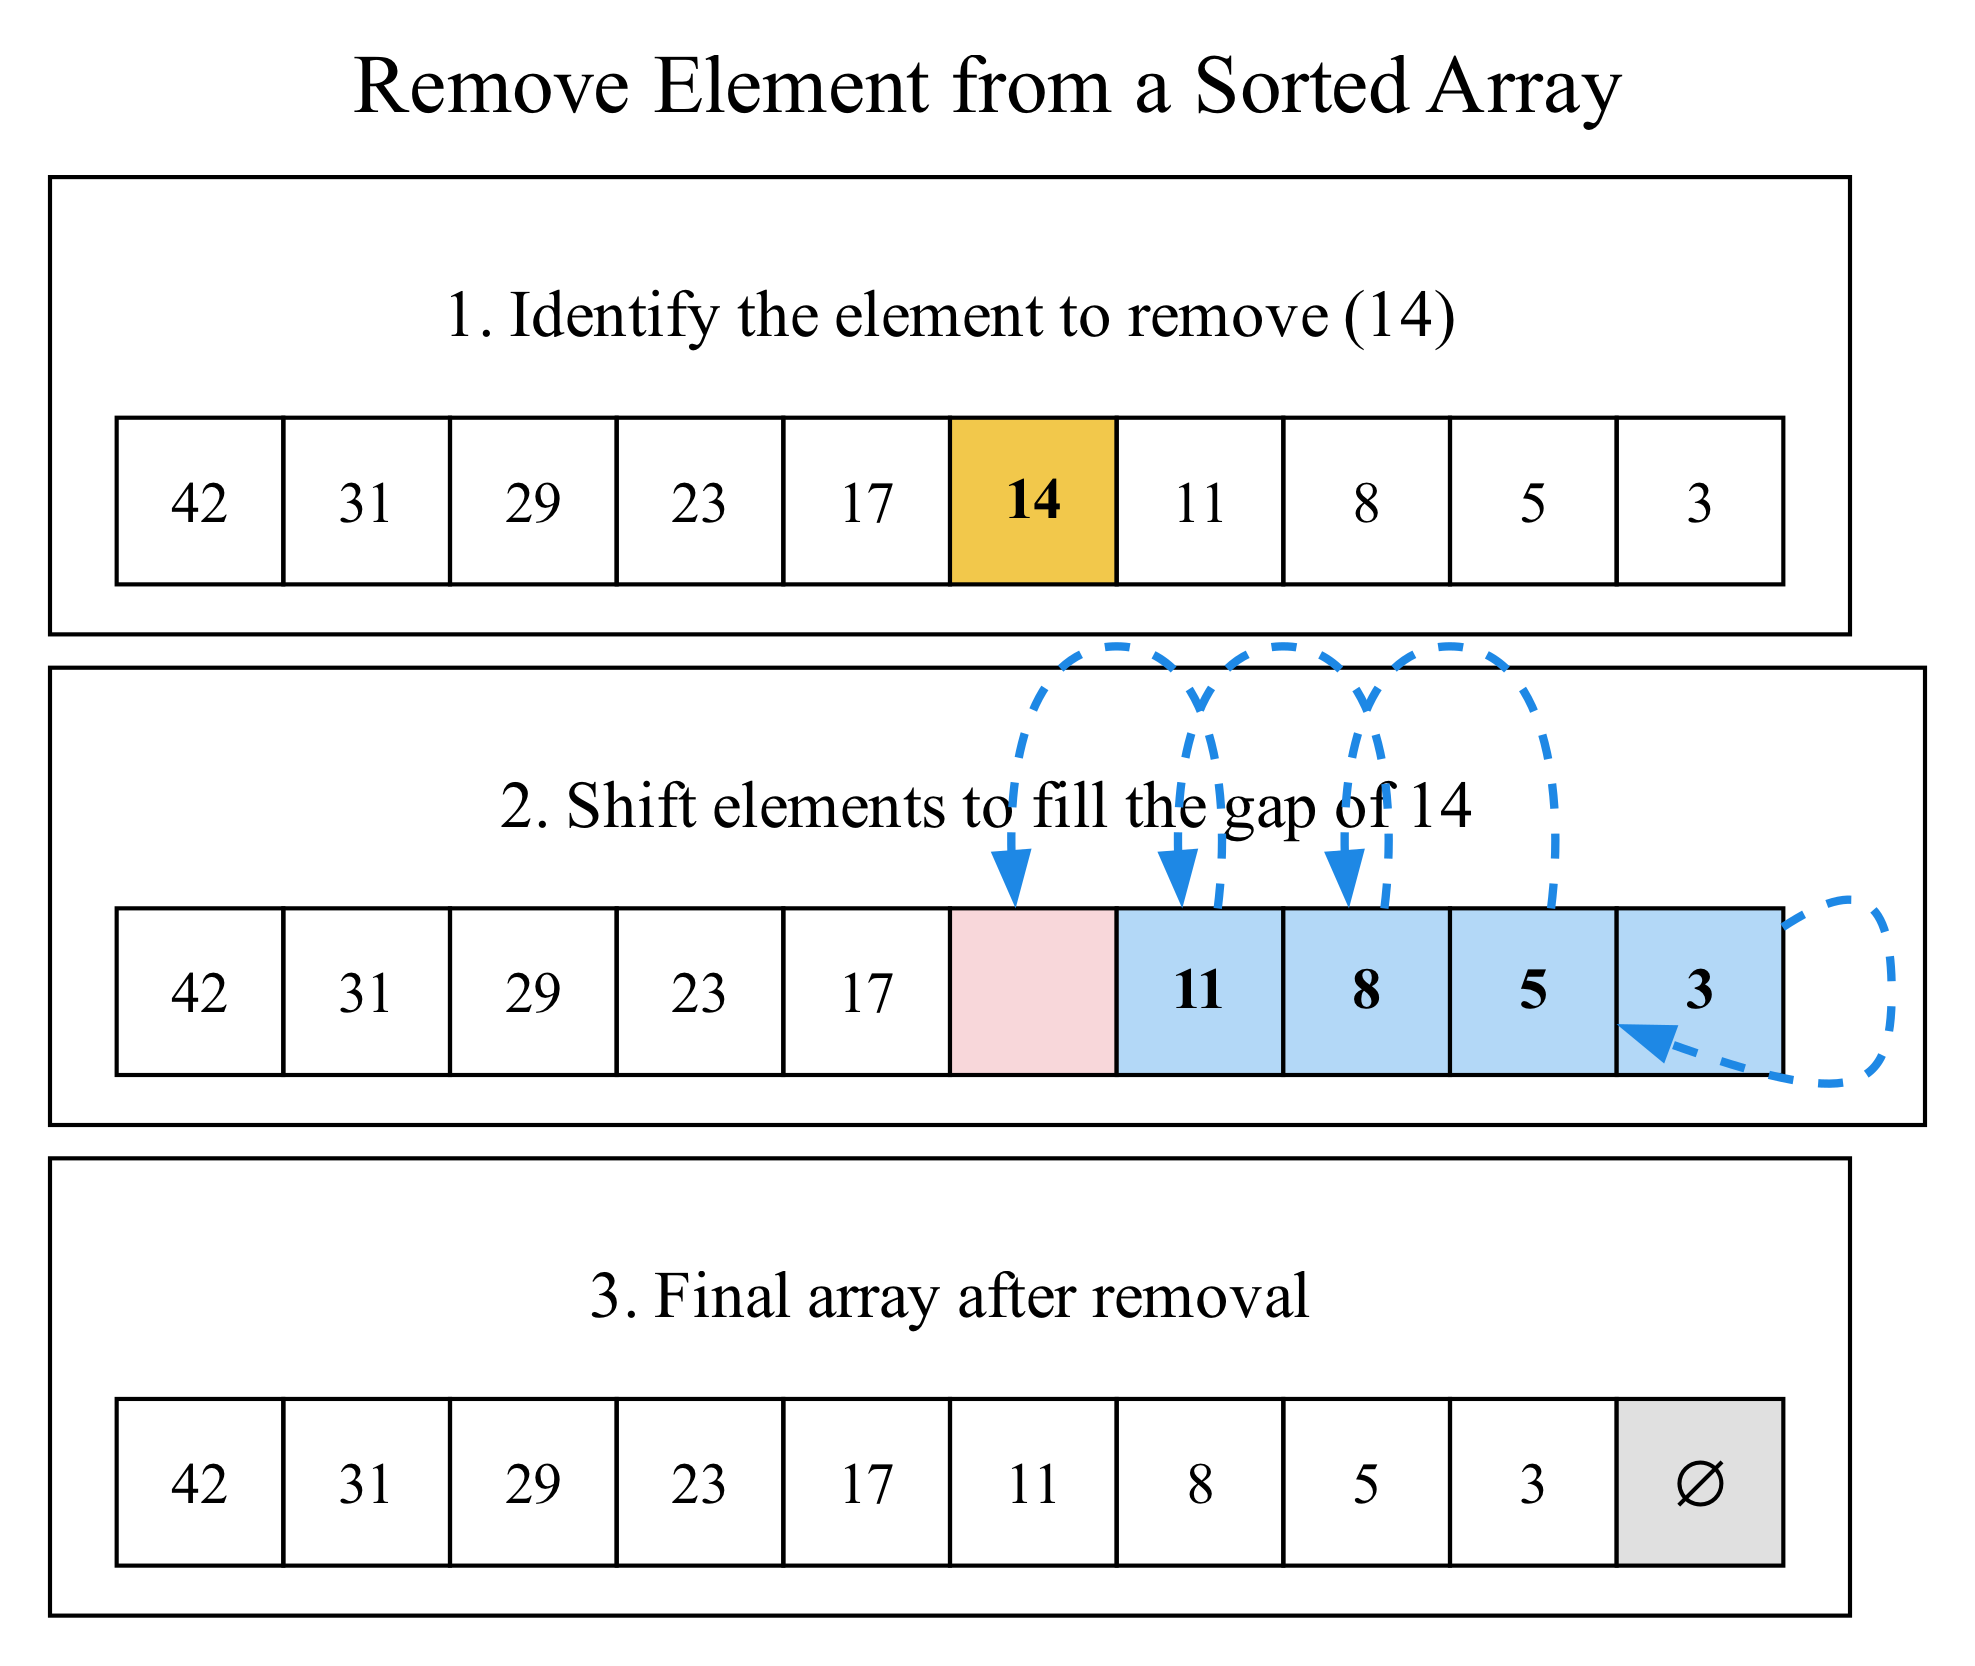 Remove Element from a Sorted Array
1. Identify the element to remove (14)
42 31 29 23 17 14 11 8 5 3
2. Shift elements to fill the gap of 14
42 31 29 23 17 11 8 5 3
3. Final array after removal
42 31 29 23 17 11 8 5 3 ∅